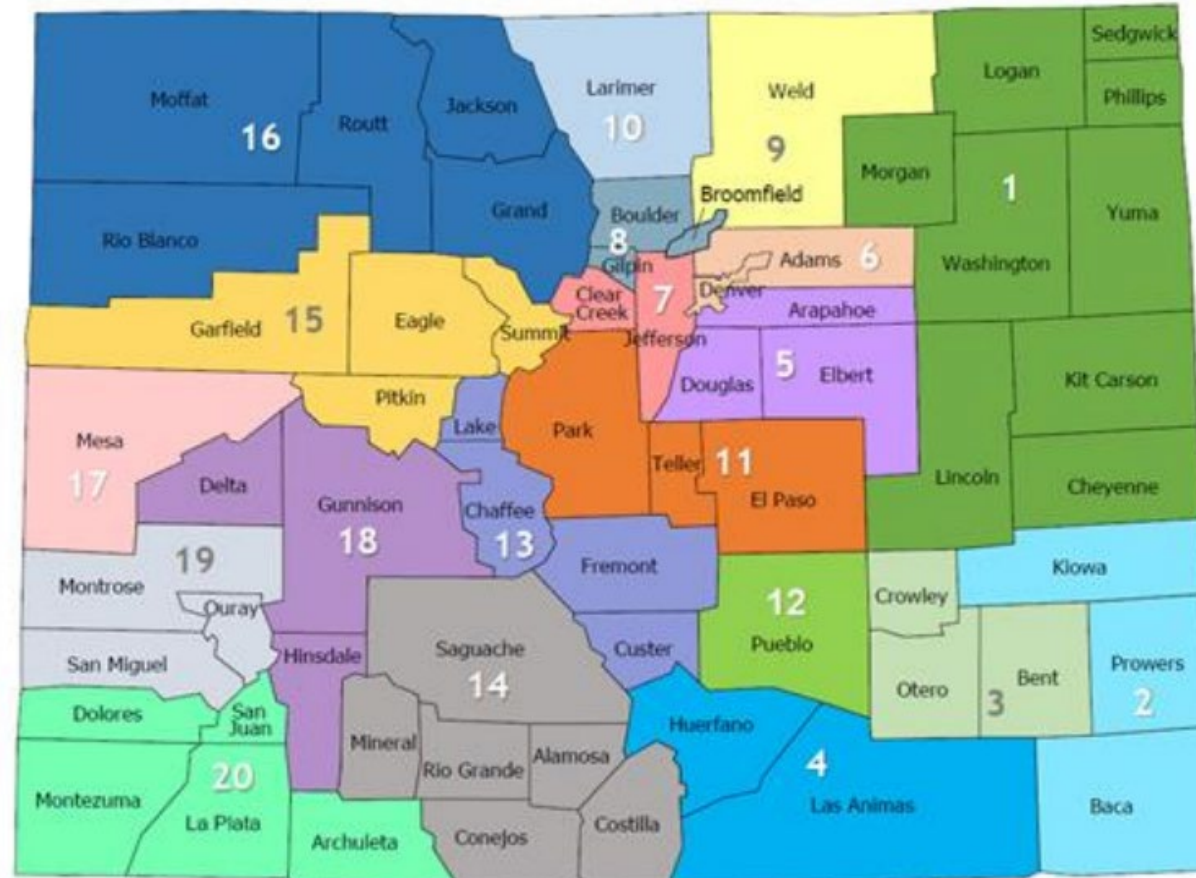 Sedgwick
Logan
Larimer
Weld
Moffat
Phillips
Jackson
Routt
16
10
9
Morgan
1
Broomfield
Yuma
Grand
Boulder
Rio Blanco
8
Gilpin
Adams
6
Washington
Clear
Creek
7
Denver
Arapahoe
15
Garfield
Eagle
Summit
Jefferson
5
Elbert
Douglas
Kit Carson
Pitkin
Lake
Park
Mesa
17
Delta
Teller
11
El Paso
Lincoln
Cheyenne
Gunnison
18
Chaffee
13
19
Montrose
Fremont
Kiowa
Ouray
12
Crowley
Pueblo
San Miguel
Hinsdale
Saguache
14
Custer
Otero
3
Bent
Prowers
2
Dolores
San
Juan
Huerfano
Mineral
Rio Grande
Alamosa
4
20
Montezuma
La Plata
Las Animas
Baca
Archuleta
Conejos
Costilla